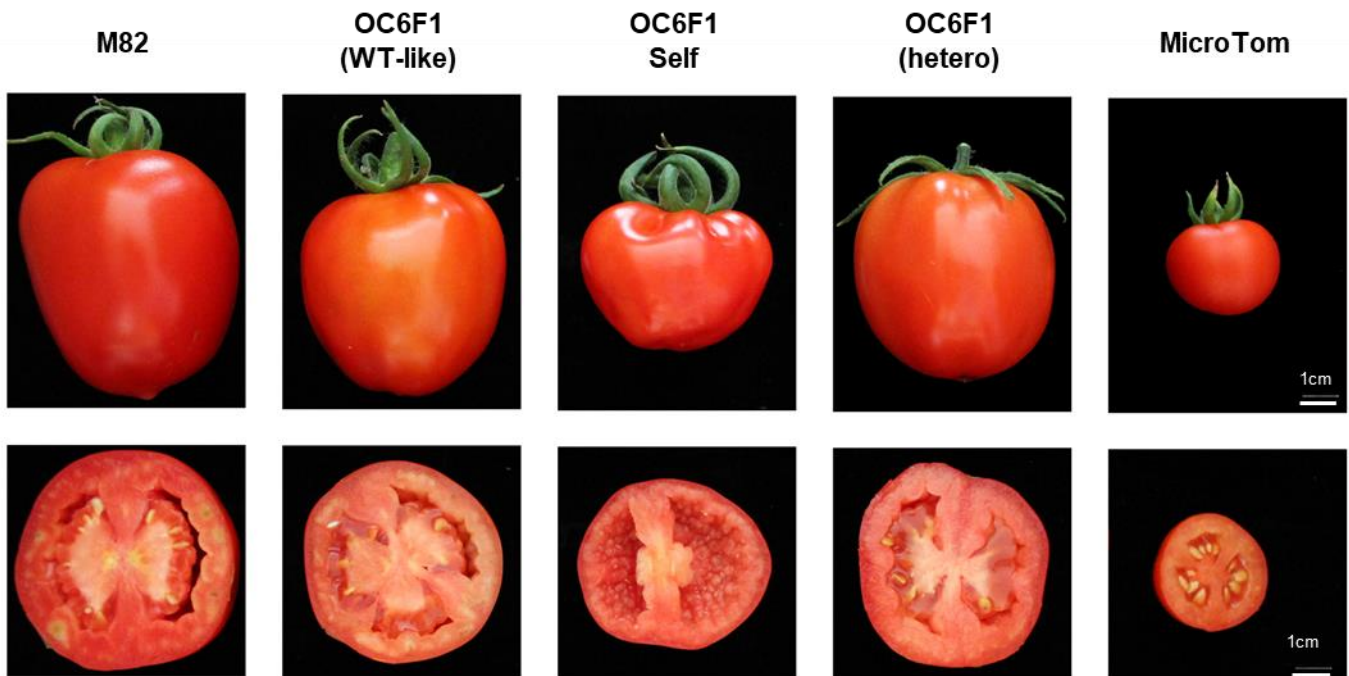 M82
OC6F1
(WT-like)
OC6F1
Self
OC6F1
(hetero)
MicroTom
1cm
1cm